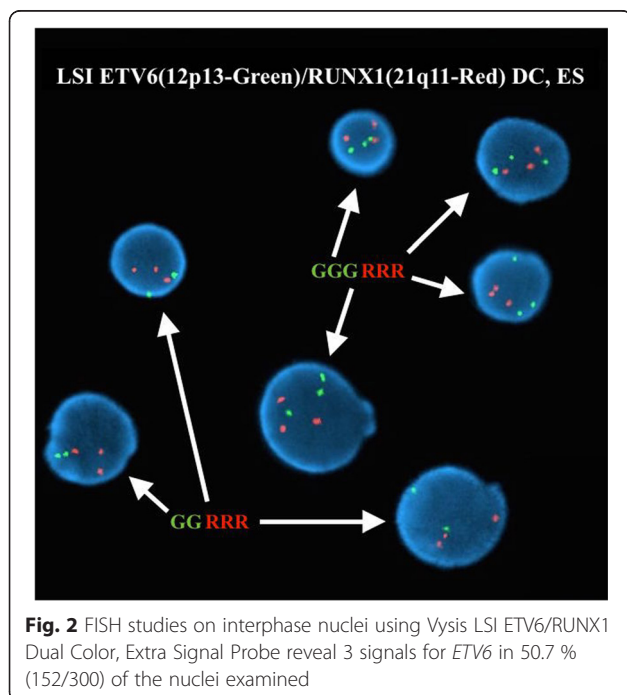 LSI ETV6(12p13-Green)/RUNX1(21q11-Red) DC, ES
GGGRRR
GG RRR
Fig. 2 FISH studies on interphase nuclei using Vysis LSI ETV6/RUNX1
Dual Color, Extra Signal Probe reveal 3 signals for ETV6 in 50.7 %
(152/300) of the nuclei examined